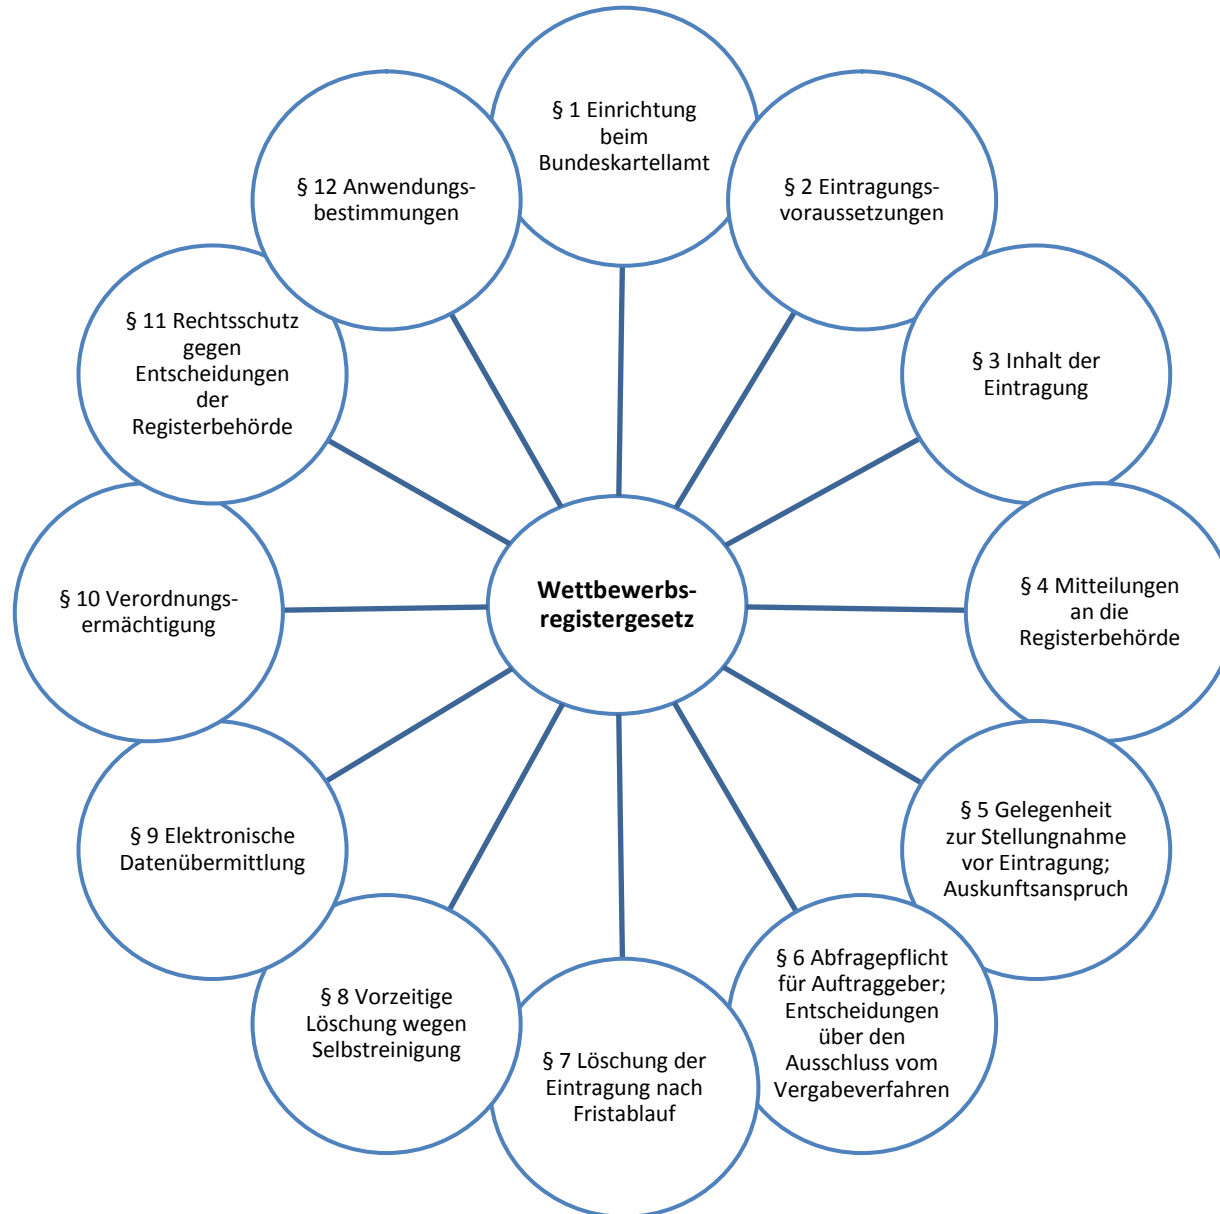 § 1 Einrichtung
beim
Bundeskartellamt
§ 2 Eintragungs-
voraussetzungen
§ 3 Inhalt der
Eintragung
§ 4 Mitteilungen
an die
Registerbehörde
§ 5 Gelegenheit
zur Stellungnahme
vor Eintragung;
Auskunftsanspruch
§ 6 Abfragepflicht
für Auftraggeber;
Entscheidungen
über den
Ausschluss vom
Vergabeverfahren
§ 7 Löschung der
Eintragung nach
Fristablauf
§ 8 Vorzeitige
Löschung wegen
Selbstreinigung
§ 9 Elektronische
Datenübermittlung
§ 10 Verordnungs-
ermächtigung
§ 11 Rechtsschutz
gegen
Entscheidungen
der
Registerbehörde
§ 12 Anwendungs-
bestimmungen
Wettbewerbs-
registergesetz